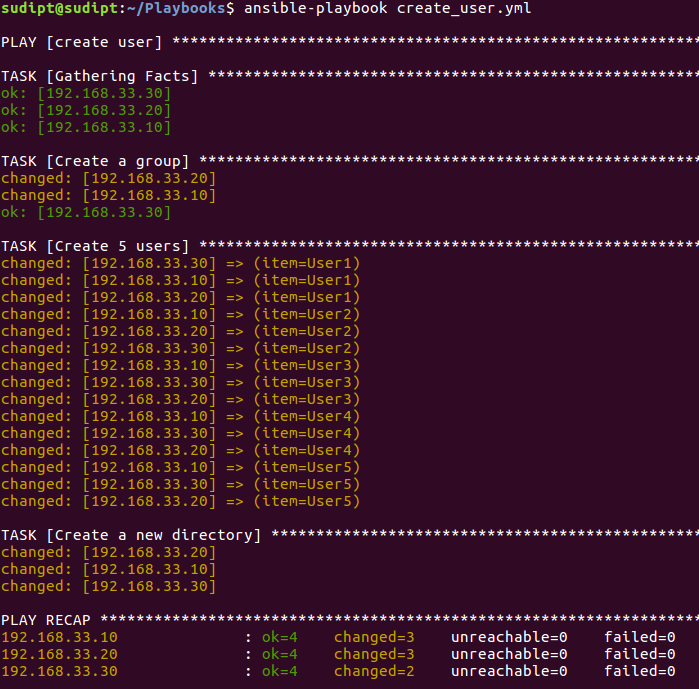 sudipt@sudipt:~/Playbooks$ ansible-playbook create_user.yml
PLAY [create user] ***********************************************************
TASK [Gathering Facts] *******************************************************
ok: [192.168.33.30]
ok: [192.168.33.20]
ok: [192.168.33.10]
TASK [Create a group] ********************************************************
changed: [192.168.33.20]
changed: [192.168.33.10]
ok: [192.168.33.30]
TASK [Create 5 users] ********************************************************
changed: [192.168.33.30] => (item=User1)
changed: [192.168.33.10] => (item=User1)
changed: [192.168.33.20] => (item=User1)
changed: [192.168.33.10] => (item=User2)
changed: [192.168.33.20] => (item=User2)
changed: [192.168.33.30] => (item=User2)
changed: [192.168.33.10] => (item=User3)
changed: [192.168.33.30] => (item=User3)
changed: [192.168.33.20] => (item=User3)
changed: [192.168.33.10] => (item=User4)
changed: [192.168.33.30] => (item=User4)
changed: [192.168.33.20] => (item=User4)
changed: [192.168.33.10] => (item=User5)
changed: [192.168.33.30] => (item=User5)
changed: [192.168.33.20] => (item=User5)
TASK [Create a new directory] ************************************************
changed: [192.168.33.20]
changed: [192.168.33.10]
changed: [192.168.33.30]
PLAY RECAP *******************************************************************
192.168.33.10 : ok=4 changed=3 unreachable=0 failed=0
192.168.33.20 : ok=4 changed=3 unreachable=0 failed=0
192.168.33.30 : ok=4 changed=2 unreachable=0 failed=0